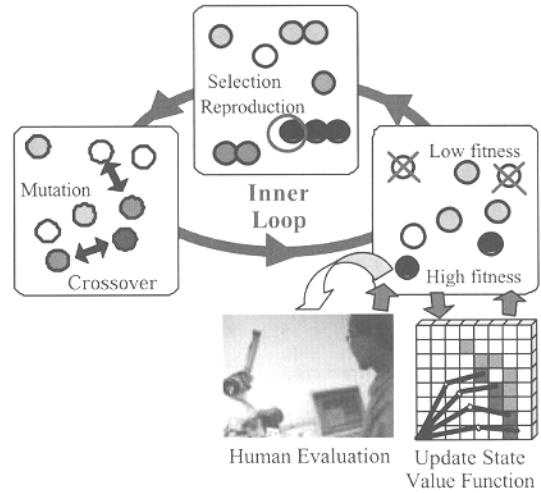 Selection
Reproduction
Low fitness
Mutation
Inner
Loop
Crossover
High fitness
Human Evaluation
Update State
Value Function